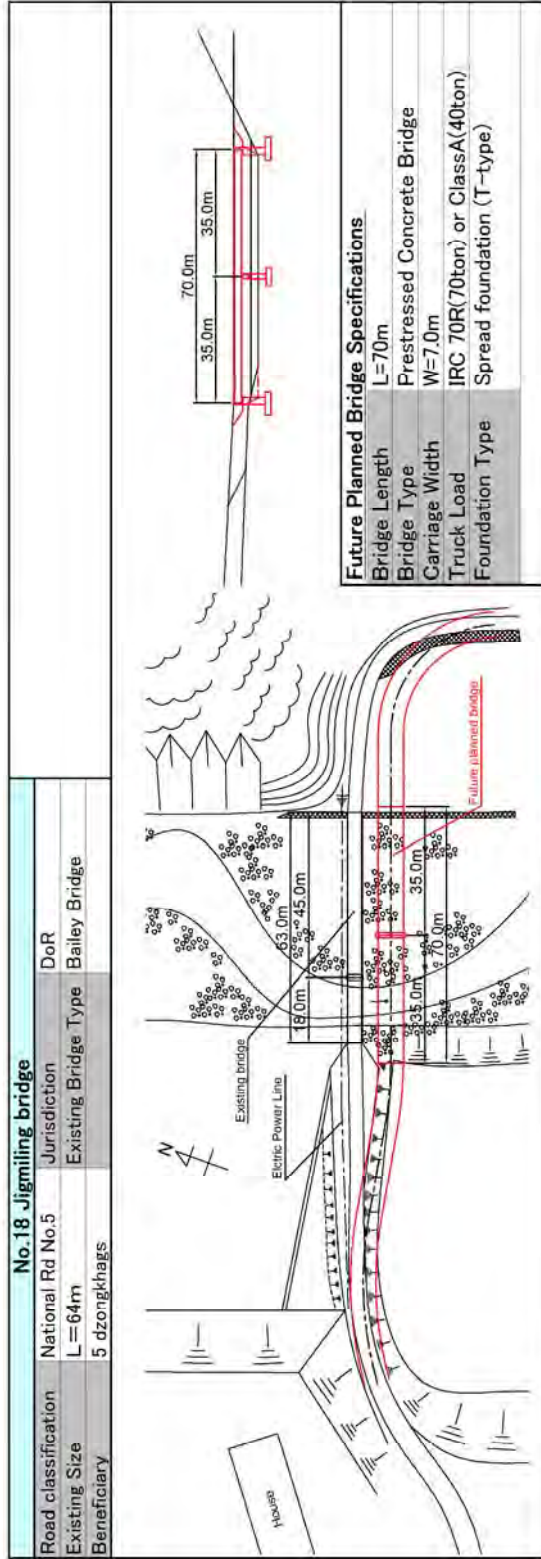 No.18 Jigmiling bridge
Road classification National Rd No.5 Jurisdiction DoR
Existing Size L=64m Existing Bridge Type Bailey Bridge
Beneficiary 5 dzongkhags
House
N
Elctric Power Line
Existing bridge
63.0m
18.0m 45.0m
35.0m 35.0m
70.0m
Future planned bridge
70.0m
35.0m 35.0m
Future Planned Bridge Specifications
Bridge Length L=70m
Bridge Type Prestressed Concrete Bridge
Carriage Width W=7.0m
Truck Load IRC 70R(70ton) or ClassA(40ton)
Foundation Type Spread foundation (T-type)